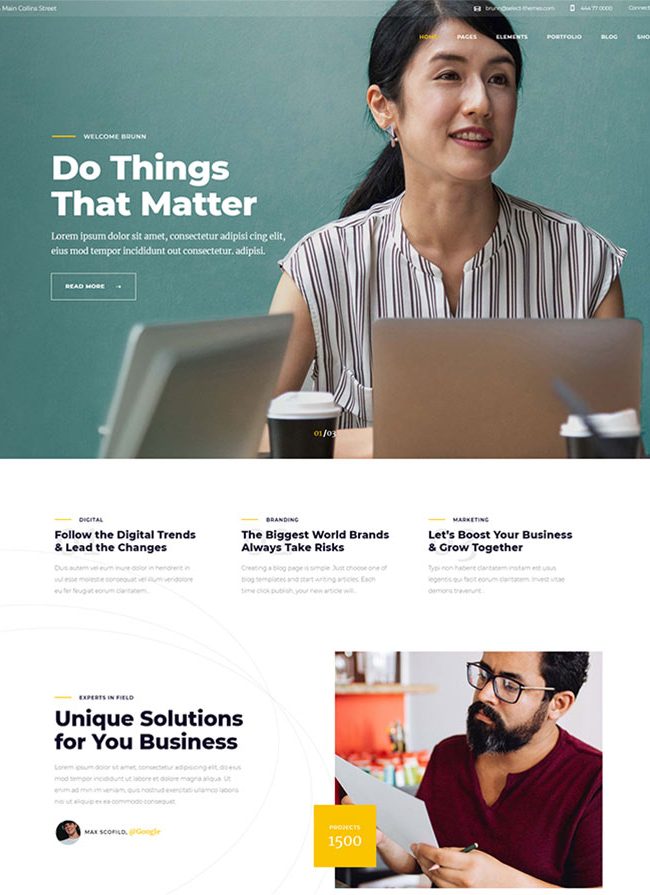 Main Collins Street
brunn@select-themes.com
444 77 0000
Connect
HOME PAGES ELEMENTS PORTFOLIO BLOG SHO
WELCOME BRUNN
Do Things
That Matter
Lorem ipsum dolor sit amet, consectetur adipisi cing elit,
eius mod tempor incididunt out consectetur. adipisi.
READ MORE →
01/03
DIGITAL
Follow the Digital Trends
& Lead the Changes
Duis autem vel eum iriure dolor in hendrerit in
vul esse molestie consequat vel illum veridolore
eu fer feugiat eorum claritatem..
BRANDING
The Biggest World Brands
Always Take Risks
Creating a blog page is simple. Just choose one of
blog templates and start writing articles. Each
time click publish, your new article will..
MARKETING
Let’s Boost Your Business
& Grow Together
Typi non habent claritatem insitam est usus
legentis qui facit eorum claritatem. Invest vitae
demons traverunt..
EXPERTS IN FIELD
Unique Solutions
for You Business
Lorem ipsum dolor sit amet, consectetur adipisicing elit, do ejus
mod tempor incididunt ut labore et dolore magna aliqua. Ut
enim ad min im veniam, quis nostrud exercitation ullamco
laboris nisi ut aliquip ex ea commodo consequat.
MAX SCOFILD, @Google
PROJECTS
1500